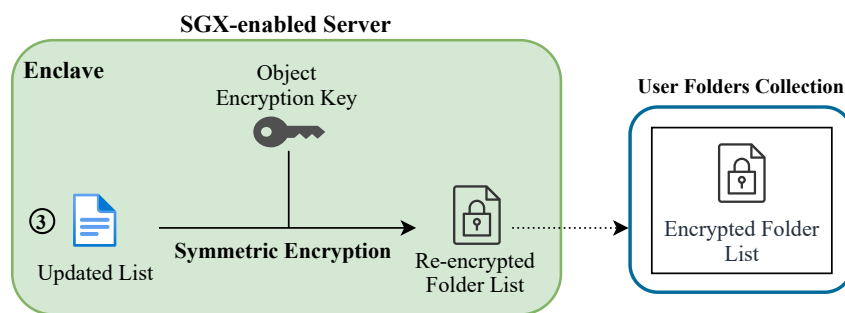 SGX-enabled Server
Enclave
Object
Encryption Key
User Folders Collection
3
Updated List
Symmetric Encryption
Re-encrypted
Folder List
Encrypted Folder
List